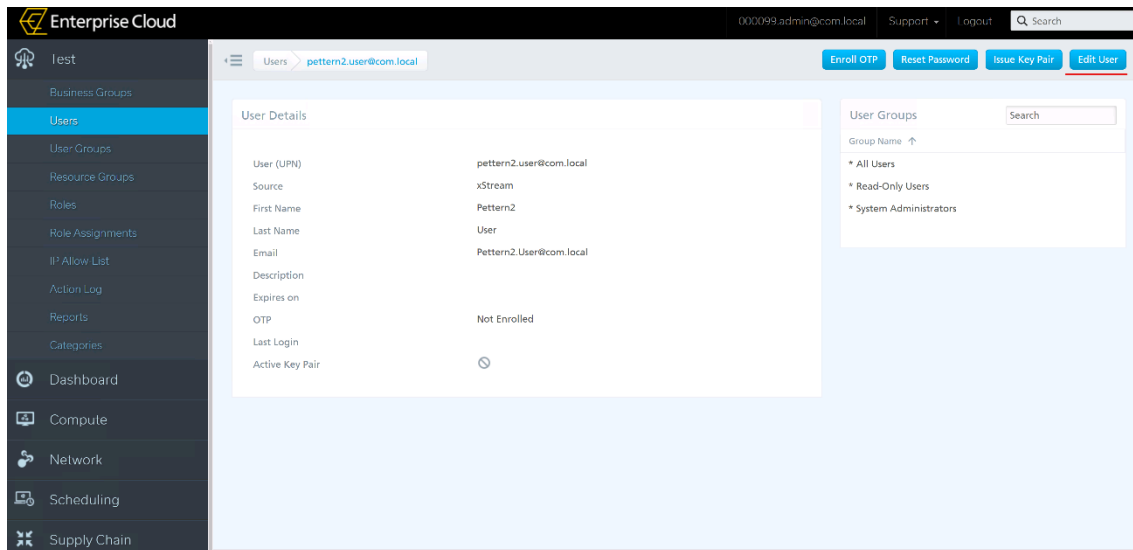 Enterprise Cloud
000099.admin@com.local Support Logout Search
Test
Business Groups
Users
User Groups
Resource Groups
Roles
Role Assignments
IP Allow List
Action Log
Reports
Categories
Dashboard
Compute
Network
Scheduling
Supply Chain
Users pettern2.user@com.local
Enroll OTP Reset Password Issue Key Pair Edit User
User Details
User (UPN) pettern2.user@com.local
Source xStream
First Name Pettern2
Last Name User
Email Pettern2.User@com.local
Description
Expires on
OTP Not Enrolled
Last Login
Active Key Pair
User Groups Search
Group Name ↑
* All Users
* Read-Only Users
* System Administrators